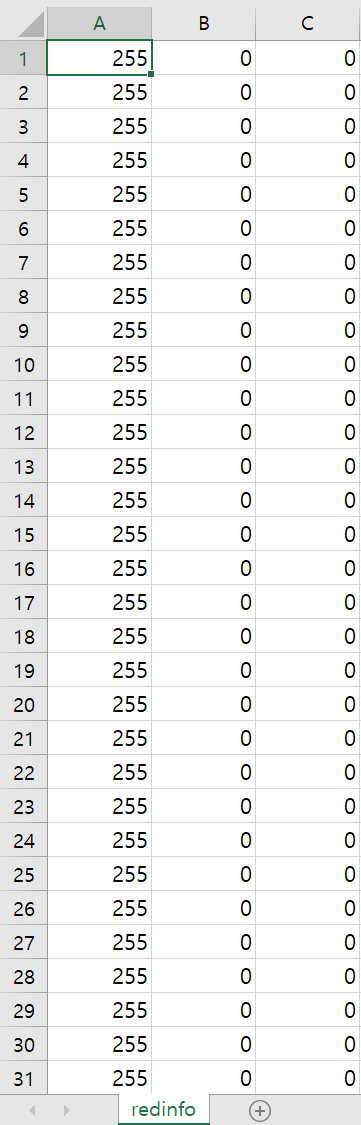 A B C
1 255 0 0
2 255 0 0
3 255 0 0
4 255 0 0
5 255 0 0
6 255 0 0
7 255 0 0
8 255 0 0
9 255 0 0
10 255 0 0
11 255 0 0
12 255 0 0
13 255 0 0
14 255 0 0
15 255 0 0
16 255 0 0
17 255 0 0
18 255 0 0
19 255 0 0
20 255 0 0
21 255 0 0
22 255 0 0
23 255 0 0
24 255 0 0
25 255 0 0
26 255 0 0
27 255 0 0
28 255 0 0
29 255 0 0
30 255 0 0
31 255 0 0
redinfo